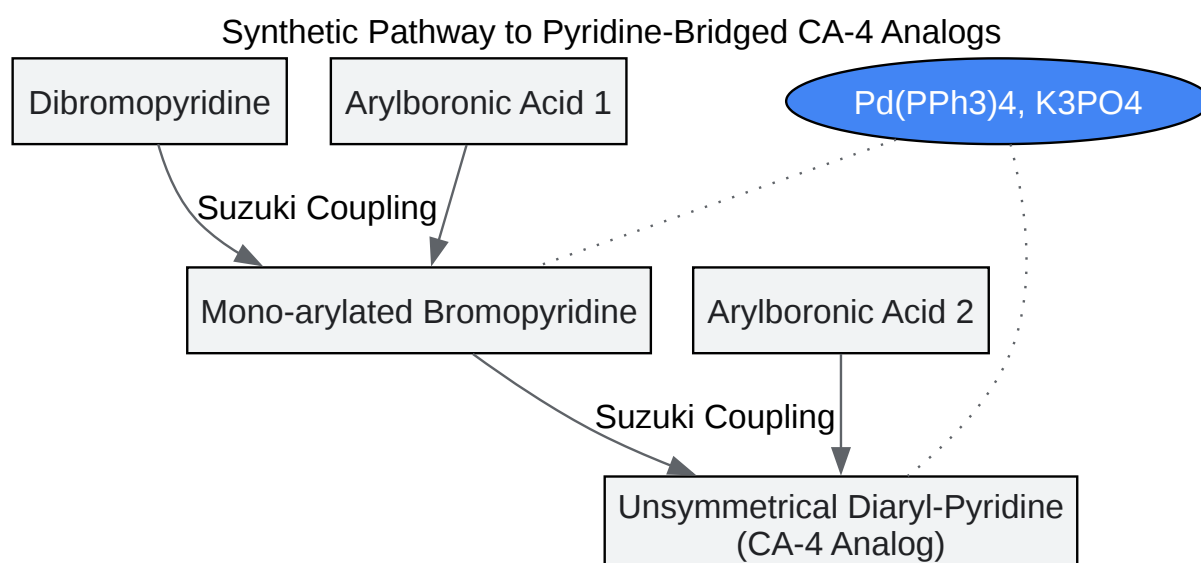 Synthetic Pathway to Pyridine-Bridged CA-4 Analogs
Dibromopyridine
Arylboronic Acid 1
Pd(PPh3)4, K3PO4
Suzuki Coupling
Mono-arylated Bromopyridine
Arylboronic Acid 2
Suzuki Coupling
Unsymmetrical Diaryl-Pyridine
(CA-4 Analog)